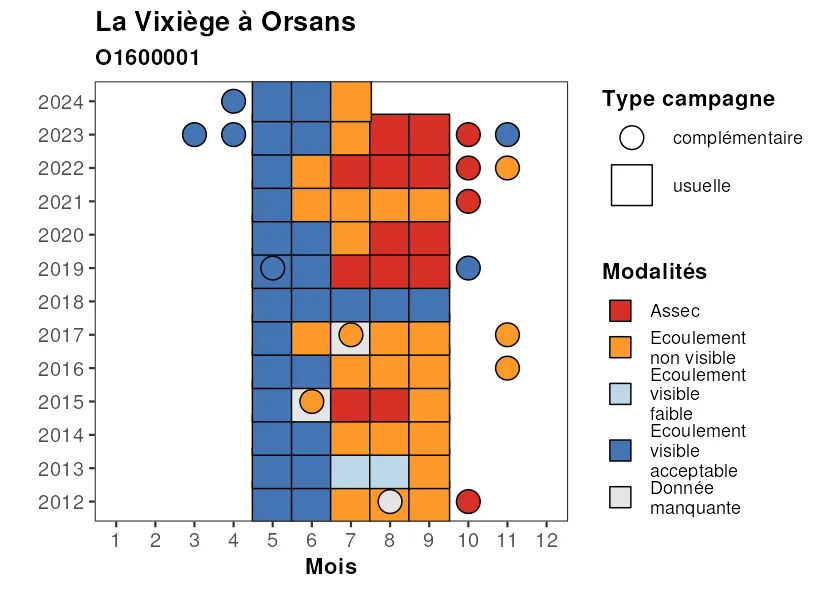 La Vixiège à Orsans
O1600001
2024
2023
2022
2021
2020
2019
2018
2017
2016
2015
2014
2013
2012
1 2 3 4 5 6 7 8 9 10 11 12
Mois
Type campagne
complémentaire
usuelle
Modalités
Assec
Ecoulement
non visible
Ecoulement
visible
faible
Ecoulement
visible
acceptable
Donnée
manquante